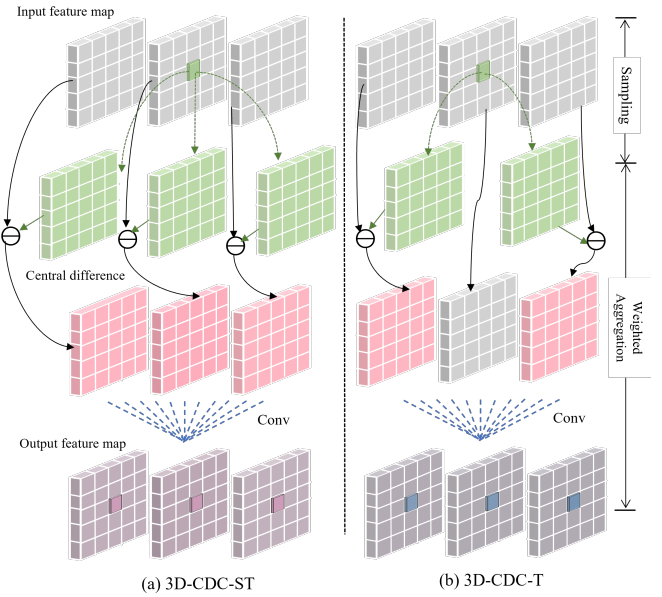 Input feature map
Sampling
Central difference
Weighted
Aggregation
Conv
Conv
Output feature map
(a) 3D-CDC-ST
(b) 3D-CDC-T